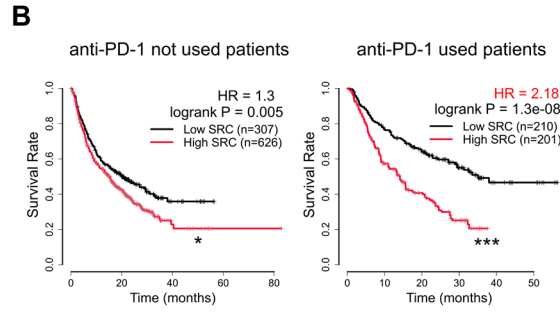 B
anti-PD-1 not used patients
HR = 1.3
logrank P = 0.005
Low SRC (n=307)
High SRC (n=626)
Survival Rate
1.0
0.8
0.6
0.4
0.2
0.0
*
0 20 40 60 80
Time (months)
anti-PD-1 used patients
HR = 2.18
logrank P = 1.3e-08
Low SRC (n=210)
High SRC (n=201)
Survival Rate
1.0
0.8
0.6
0.4
0.2
0.0
***
0 10 20 30 40 50
Time (months)